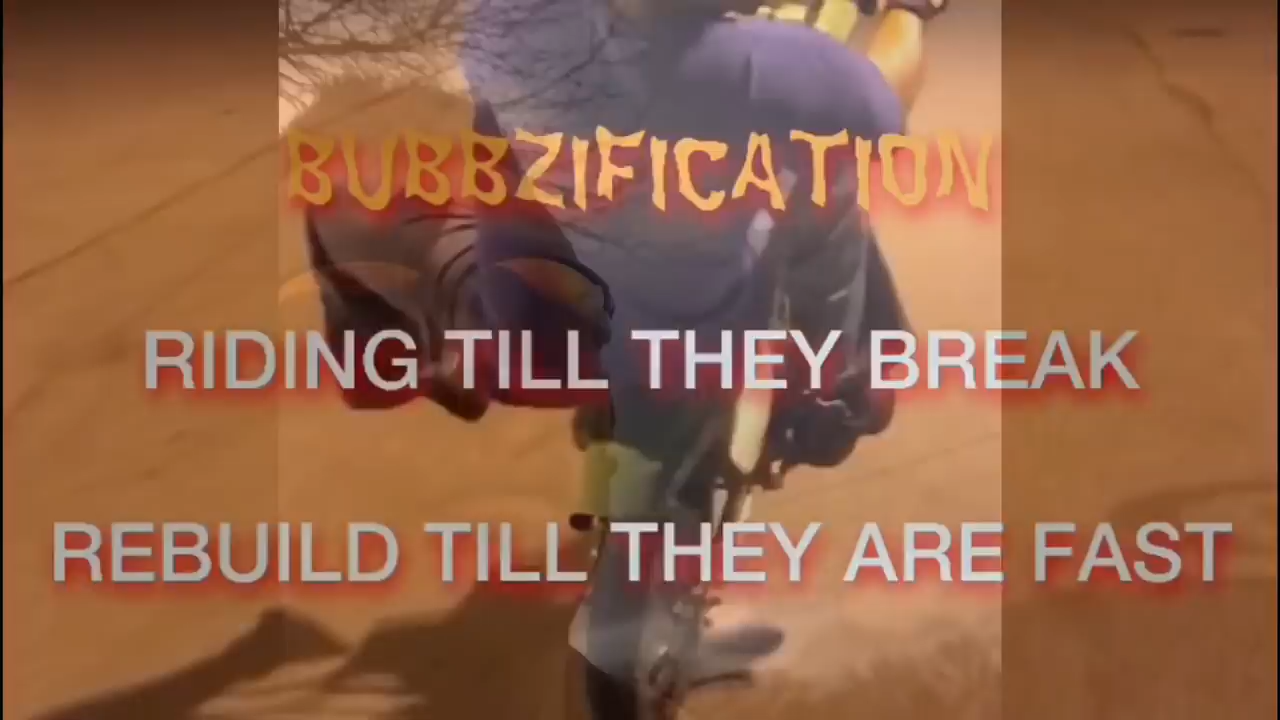 BUBBZIFICATION
RIDING TILL THEY BREAK
REBUILD TILL THEY ARE FAST